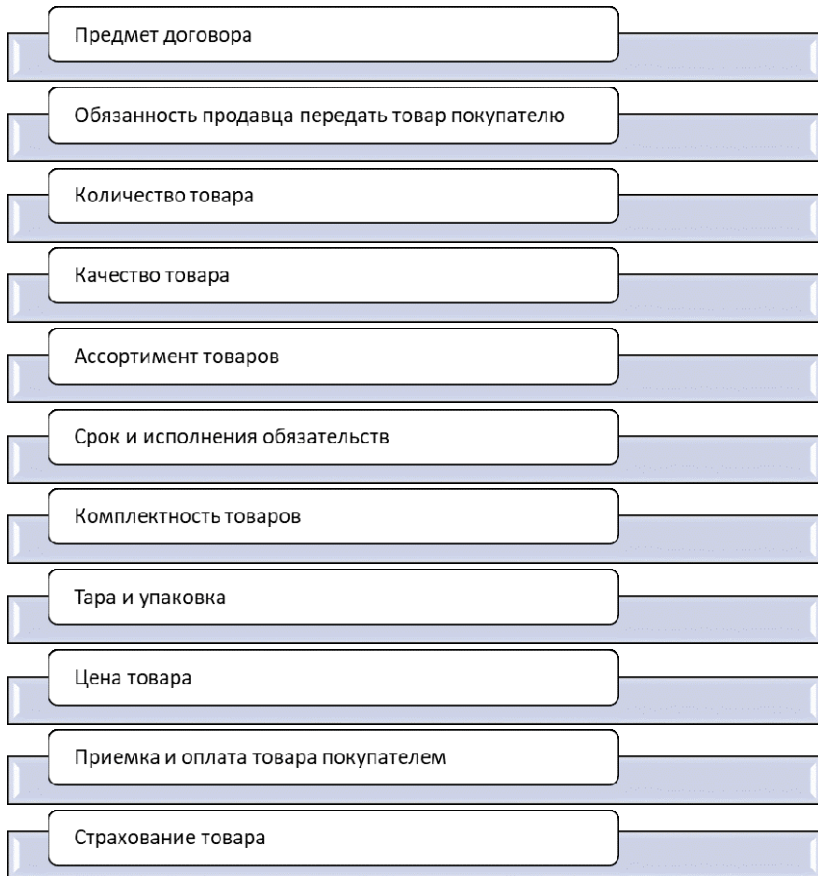 Предмет договора
Обязанность продавца передать товар покупателю
Количество товара
Качество товара
Ассортимент товаров
Срок и исполнения обязательств
Комплектность товаров
Тара и упаковка
Цена товара
Приемка и оплата товара покупателем
Страхование товара